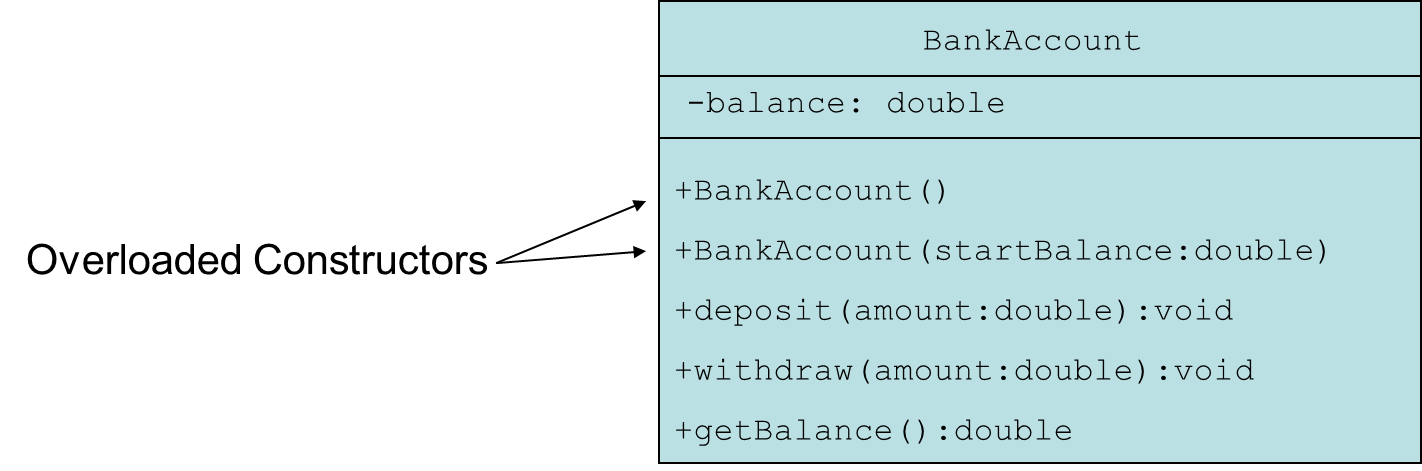 BankAccount
-balance: double
+BankAccount()
Overloaded Constructors
+BankAccount(startBalance:double)
+deposit(amount:double):void
+withdraw(amount:double):void
+getBalance():double